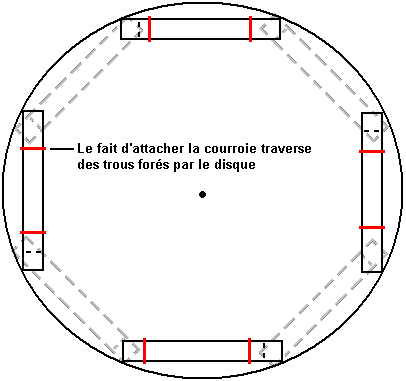 Le fait d'attacher la courroie traverse
des trous forés par le disque